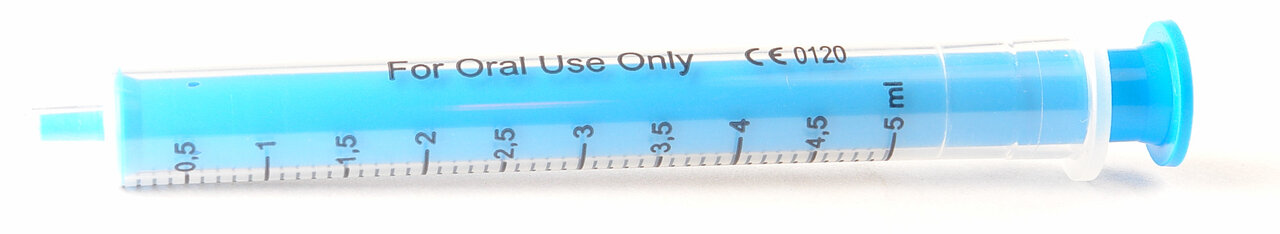 For Oral Use Only CE 0120
0,5 1 1,5 2 2,5 3 3,5 4 4,5 5 ml